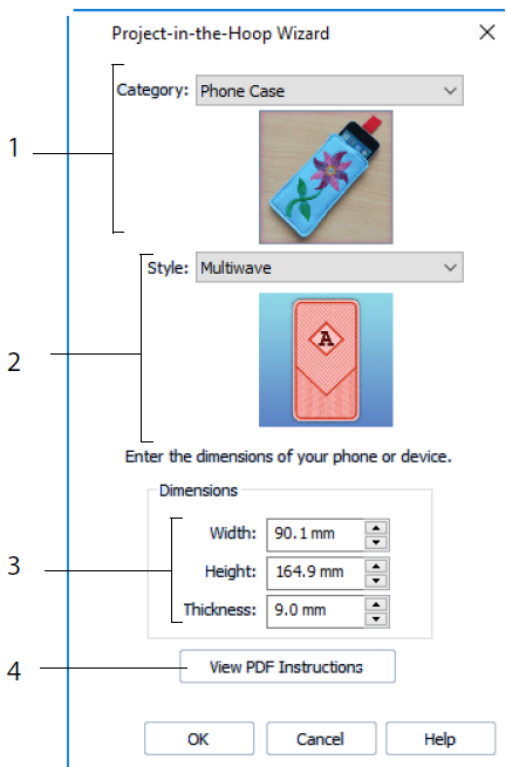 Project-in-the-Hoop Wizard
Category: Phone Case
1
Style: Multiwave
A
2
Enter the dimensions of your phone or device.
Dimensions
Width: 90.1 mm
3
Height: 164.9 mm
Thickness: 9.0 mm
4
View PDF Instructions
OK Cancel Help